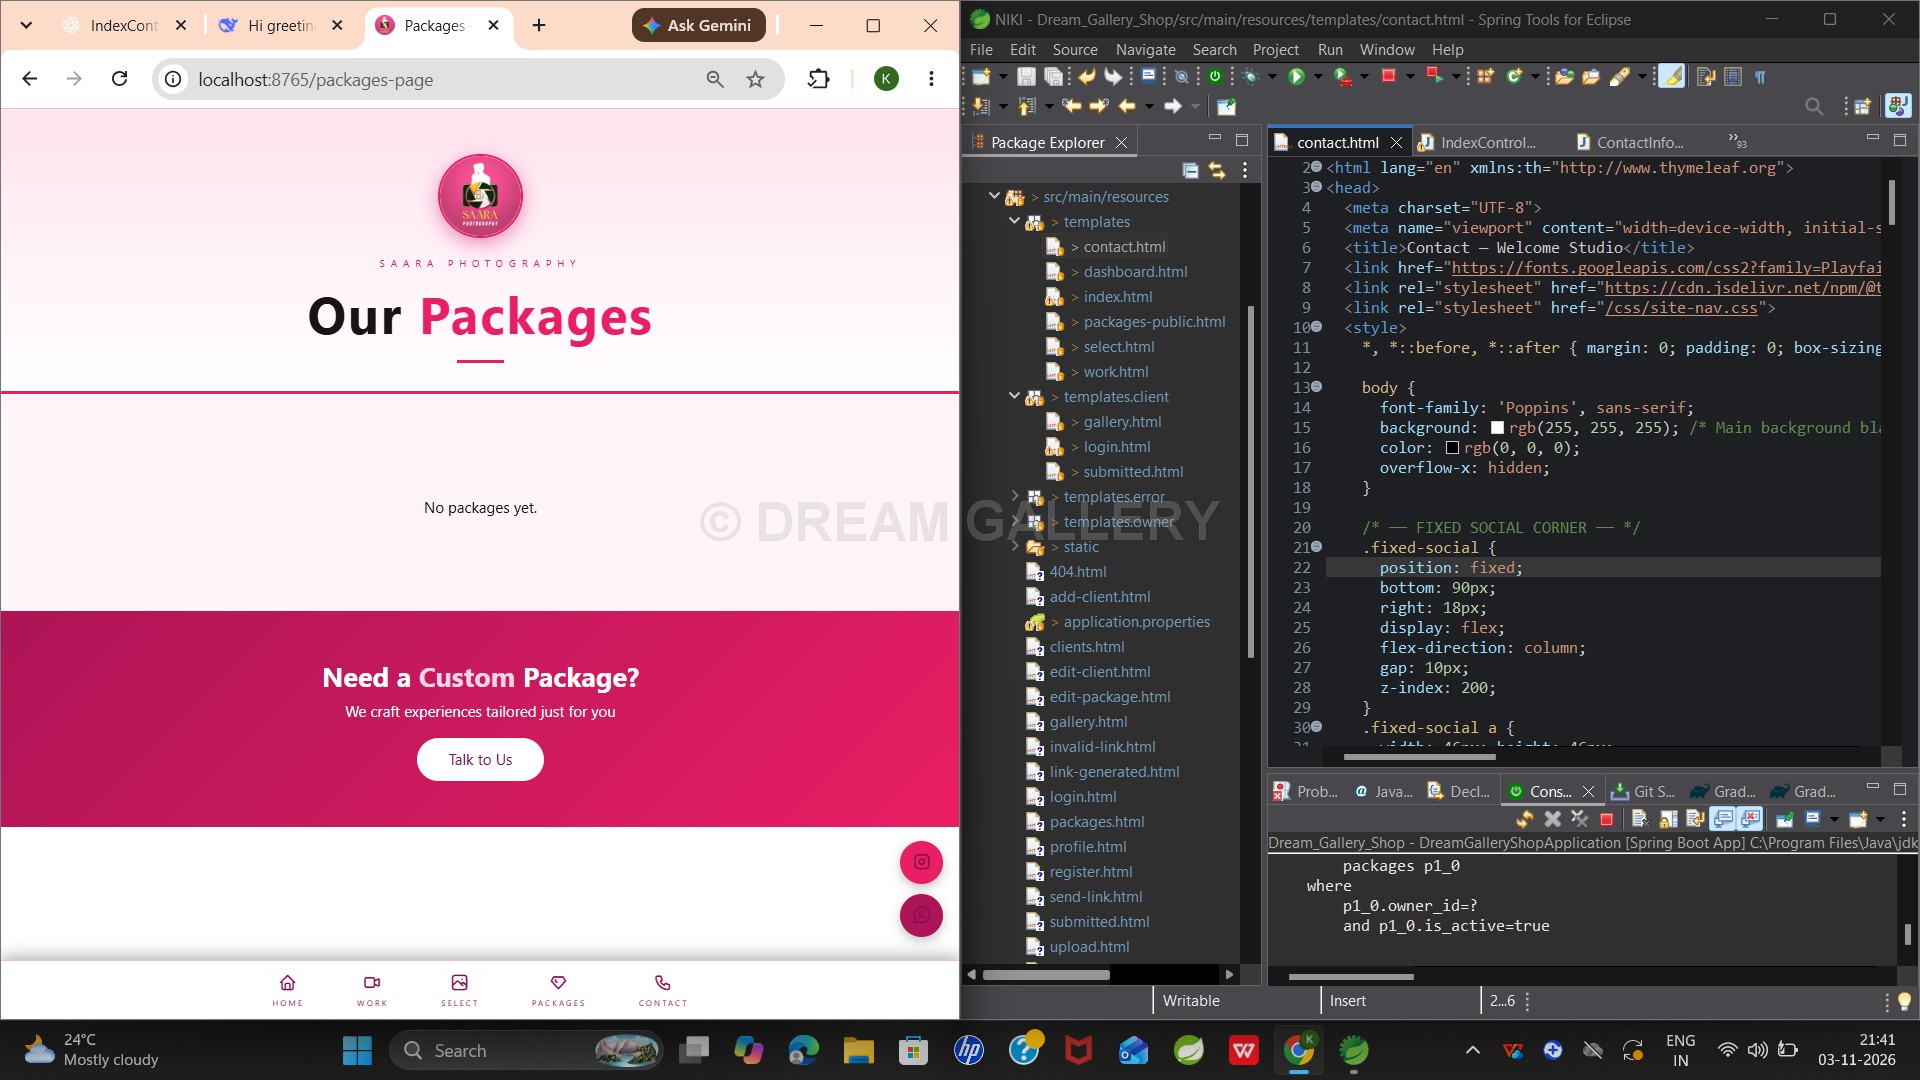 IndexCont
Hi greetin
Packages -
Ask Gemini
localhost:8765/packages-page
K
SAARA
PHOTOGRAPHY
SAARA PHOTOGRAPHY
Our Packages
No packages yet.
Need a Custom Package?
We craft experiences tailored just for you
Talk to Us
HOME
WORK
SELECT
PACKAGES
CONTACT
© DREAM GALLERY
NIKI - Dream_Gallery_Shop/src/main/resources/templates/contact.html - Spring Tools for Eclipse
File Edit Source Navigate Search Project Run Window Help
Package Explorer
> src/main/resources
templates
> contact.html
> dashboard.html
> index.html
> packages-public.html
> select.html
> work.html
> templates.client
> gallery.html
> login.html
> submitted.html
> templates.error
> templates.owner
> static
404.html
add-client.html
> application.properties
clients.html
edit-client.html
edit-package.html
gallery.html
invalid-link.html
link-generated.html
login.html
packages.html
profile.html
register.html
send-link.html
submitted.html
upload.html
contact.html
IndexControl...
ContactInfo...
»93
2 <html lang="en" xmlns:th="http://www.thymeleaf.org">
3 <head>
4 <meta charset="UTF-8">
5 <meta name="viewport" content="width=device-width, initial-s
6 <title>Contact — Welcome Studio</title>
7 <link href="https://fonts.googleapis.com/css2?family=Playfai
8 <link rel="stylesheet" href="https://cdn.jsdelivr.net/npm/@t
9 <link rel="stylesheet" href="/css/site-nav.css">
10 <style>
11 *, *::before, *::after { margin: 0; padding: 0; box-sizing
12
13 body {
14 font-family: 'Poppins', sans-serif;
15 background: rgb(255, 255, 255); /* Main background bla
16 color: rgb(0, 0, 0);
17 overflow-x: hidden;
18 }
19
20 /* —— FIXED SOCIAL CORNER —— */
21 .fixed-social {
22 position: fixed;
23 bottom: 90px;
24 right: 18px;
25 display: flex;
26 flex-direction: column;
27 gap: 10px;
28 z-index: 200;
29 }
30 .fixed-social a {
Prob...
Java...
Decl...
Cons...
Git S...
Grad...
Grad...
Dream_Gallery_Shop - DreamGalleryShopApplication [Spring Boot App] C:\Program Files\Java\jdk
packages p1_0
where
p1_0.owner_id=?
and p1_0.is_active=true
Writable
Insert
2...6
24°C
Mostly cloudy
Search
ENG
IN
21:41
03-11-2026